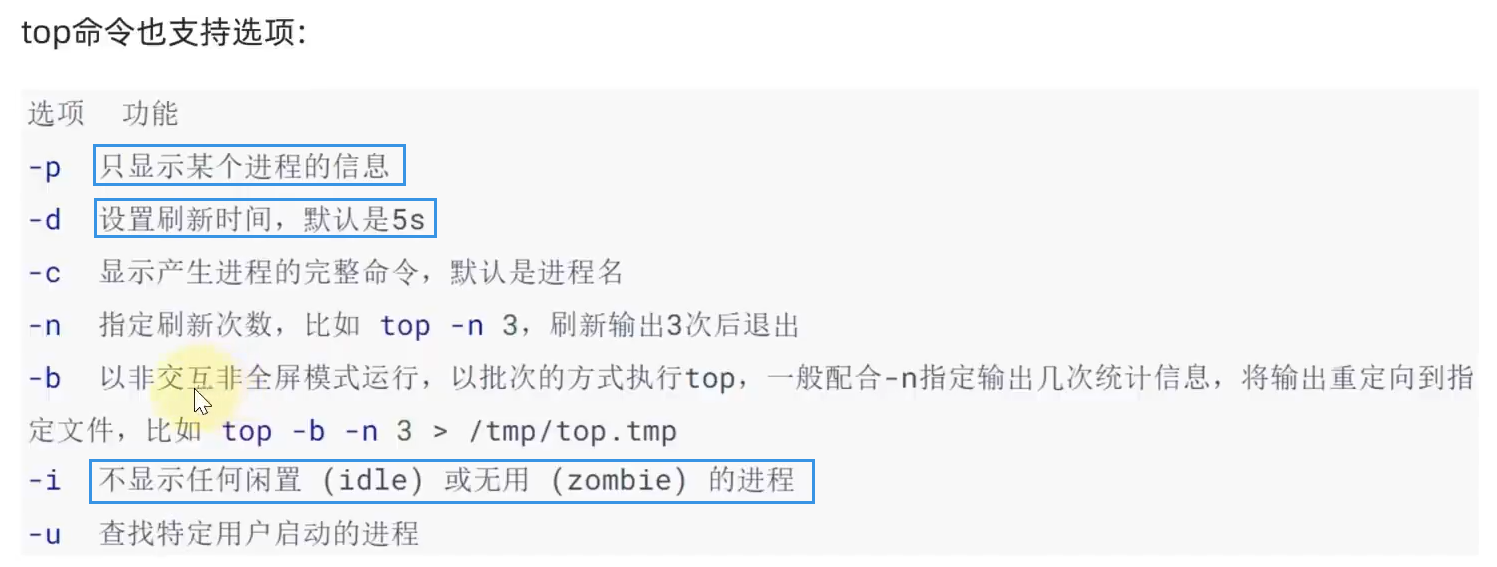 top命令也支持选项:
选项 功能
-p 只显示某个进程的信息
-d 设置刷新时间，默认是5s
-c 显示产生进程的完整命令，默认是进程名
-n 指定刷新次数，比如 top -n 3，刷新输出3次后退出
-b 以非交互非全屏模式运行，以批次的方式执行top，一般配合-n指定输出几次统计信息，将输出重定向到指
定文件，比如 top -b -n 3 > /tmp/top.tmp
-i 不显示任何闲置 (idle) 或无用 (zombie) 的进程
-u 查找特定用户启动的进程